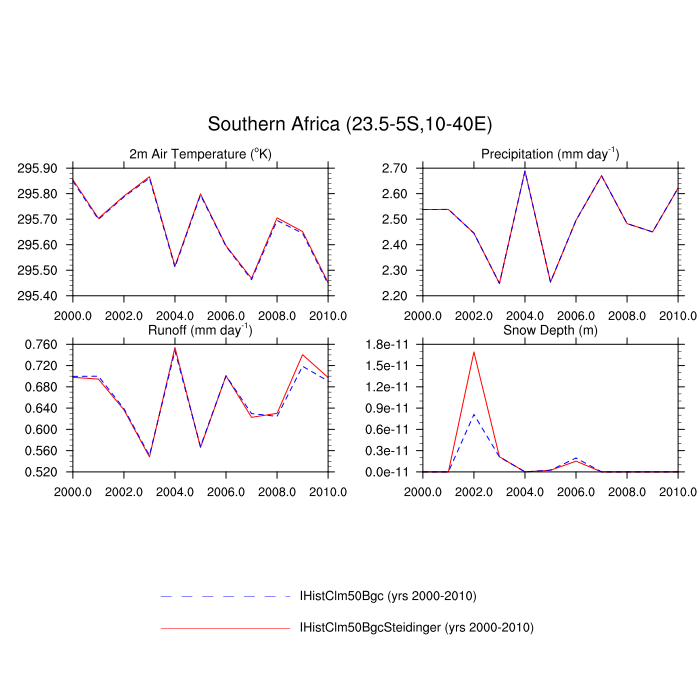 Southern Africa (23.5-5S,10-40E)
2m Air Temperature (°K)
295.90
295.80
295.70
295.60
295.50
295.40
2000.0 2002.0 2004.0 2006.0 2008.0 2010.0
Precipitation (mm day-1)
2.70
2.60
2.50
2.40
2.30
2.20
2000.0 2002.0 2004.0 2006.0 2008.0 2010.0
Runoff (mm day-1)
0.760
0.720
0.680
0.640
0.600
0.560
0.520
2000.0 2002.0 2004.0 2006.0 2008.0 2010.0
Snow Depth (m)
1.8e-11
1.5e-11
1.2e-11
0.9e-11
0.6e-11
0.3e-11
0.0e-11
2000.0 2002.0 2004.0 2006.0 2008.0 2010.0
IHistClm50Bgc (yrs 2000-2010)
IHistClm50BgcSteidinger (yrs 2000-2010)